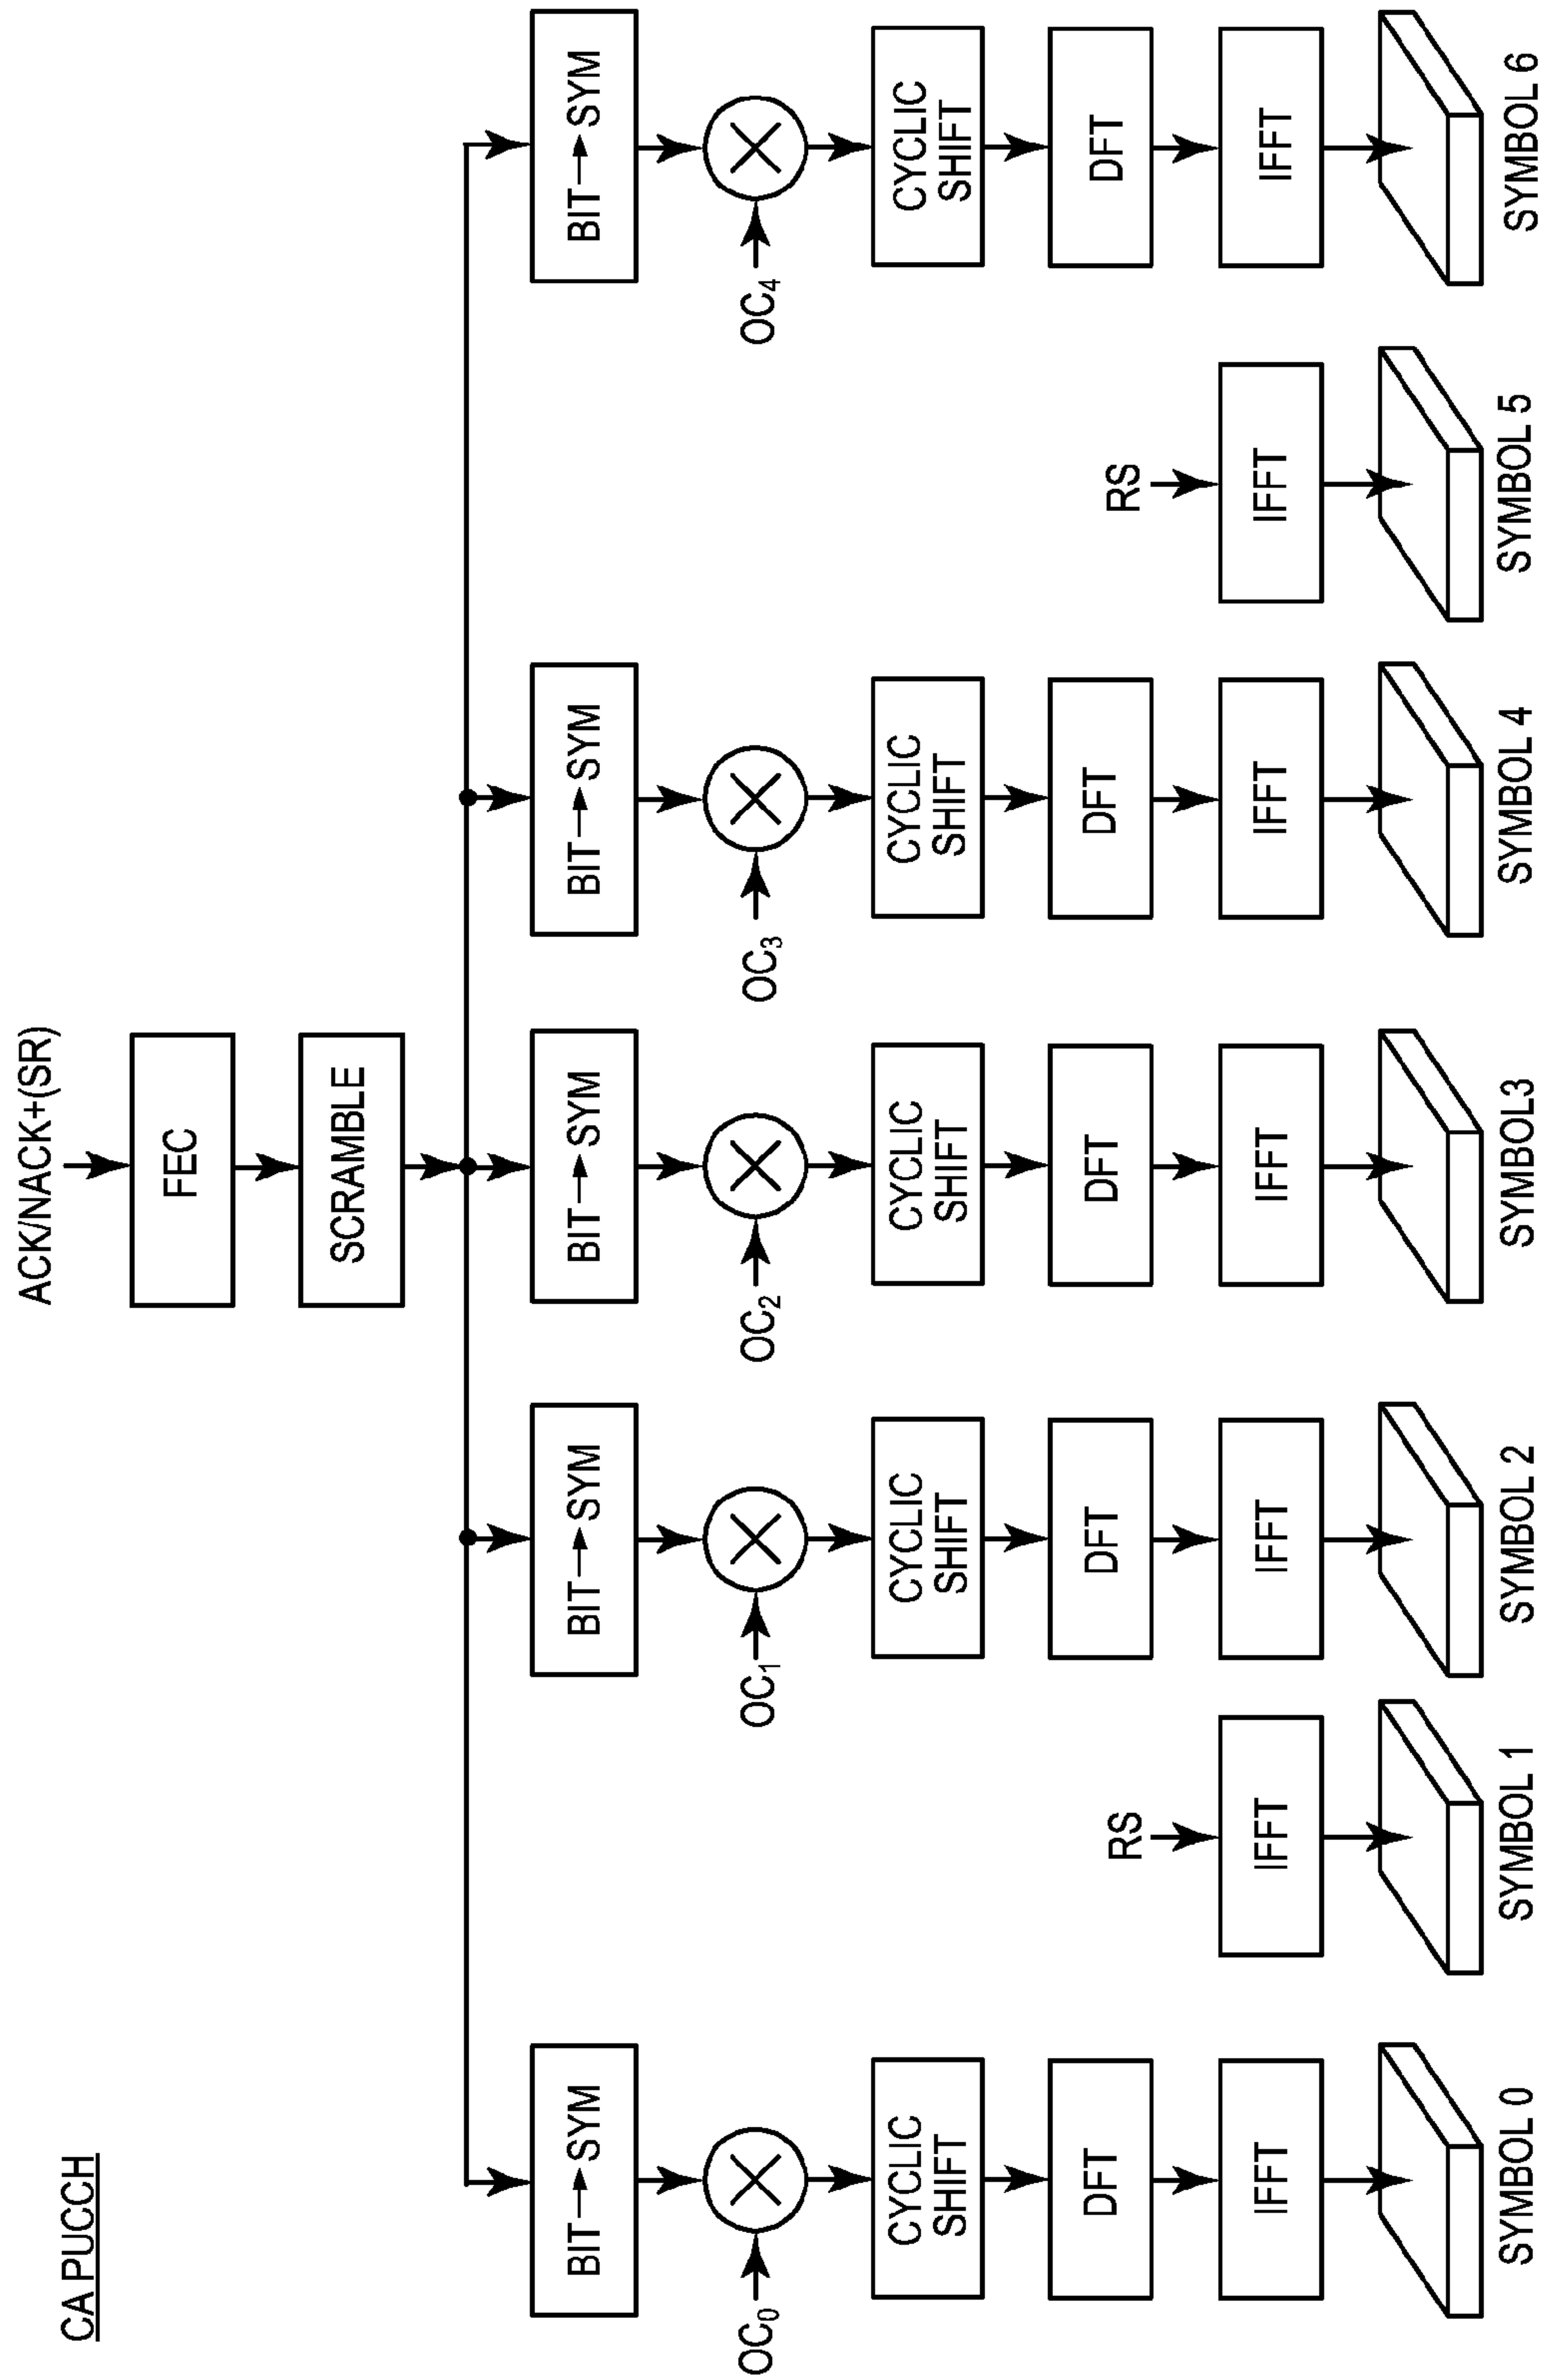 CA PUCCH
ACK/NACK+(SR)
FEC
SCRAMBLE
BIT→SYM
BIT→SYM
BIT→SYM
BIT→SYM
BIT→SYM
OC₀
OC₁
OC₂
OC₃
OC₄
CYCLIC
SHIFT
CYCLIC
SHIFT
CYCLIC
SHIFT
CYCLIC
SHIFT
CYCLIC
SHIFT
DFT
RS
DFT
DFT
DFT
RS
DFT
IFFT
IFFT
IFFT
IFFT
IFFT
IFFT
IFFT
SYMBOL 0
SYMBOL 1
SYMBOL 2
SYMBOL3
SYMBOL 4
SYMBOL 5
SYMBOL 6